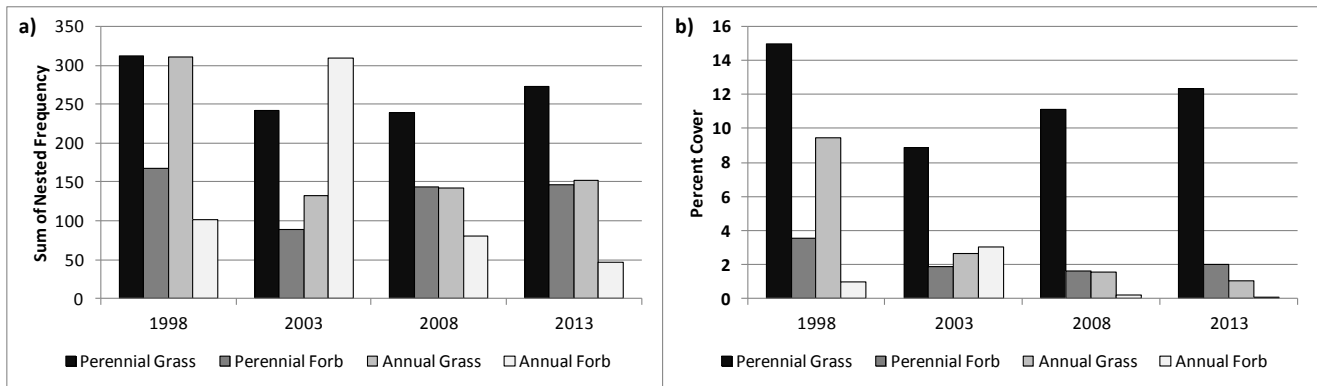 a)
Sum of Nested Frequency
350
300
250
200
150
100
50
0
1998 2003 2008 2013
Perennial Grass Perennial Forb Annual Grass Annual Forb
b)
Percent Cover
16
14
12
10
8
6
4
2
0
1998 2003 2008 2013
Perennial Grass Perennial Forb Annual Grass Annual Forb